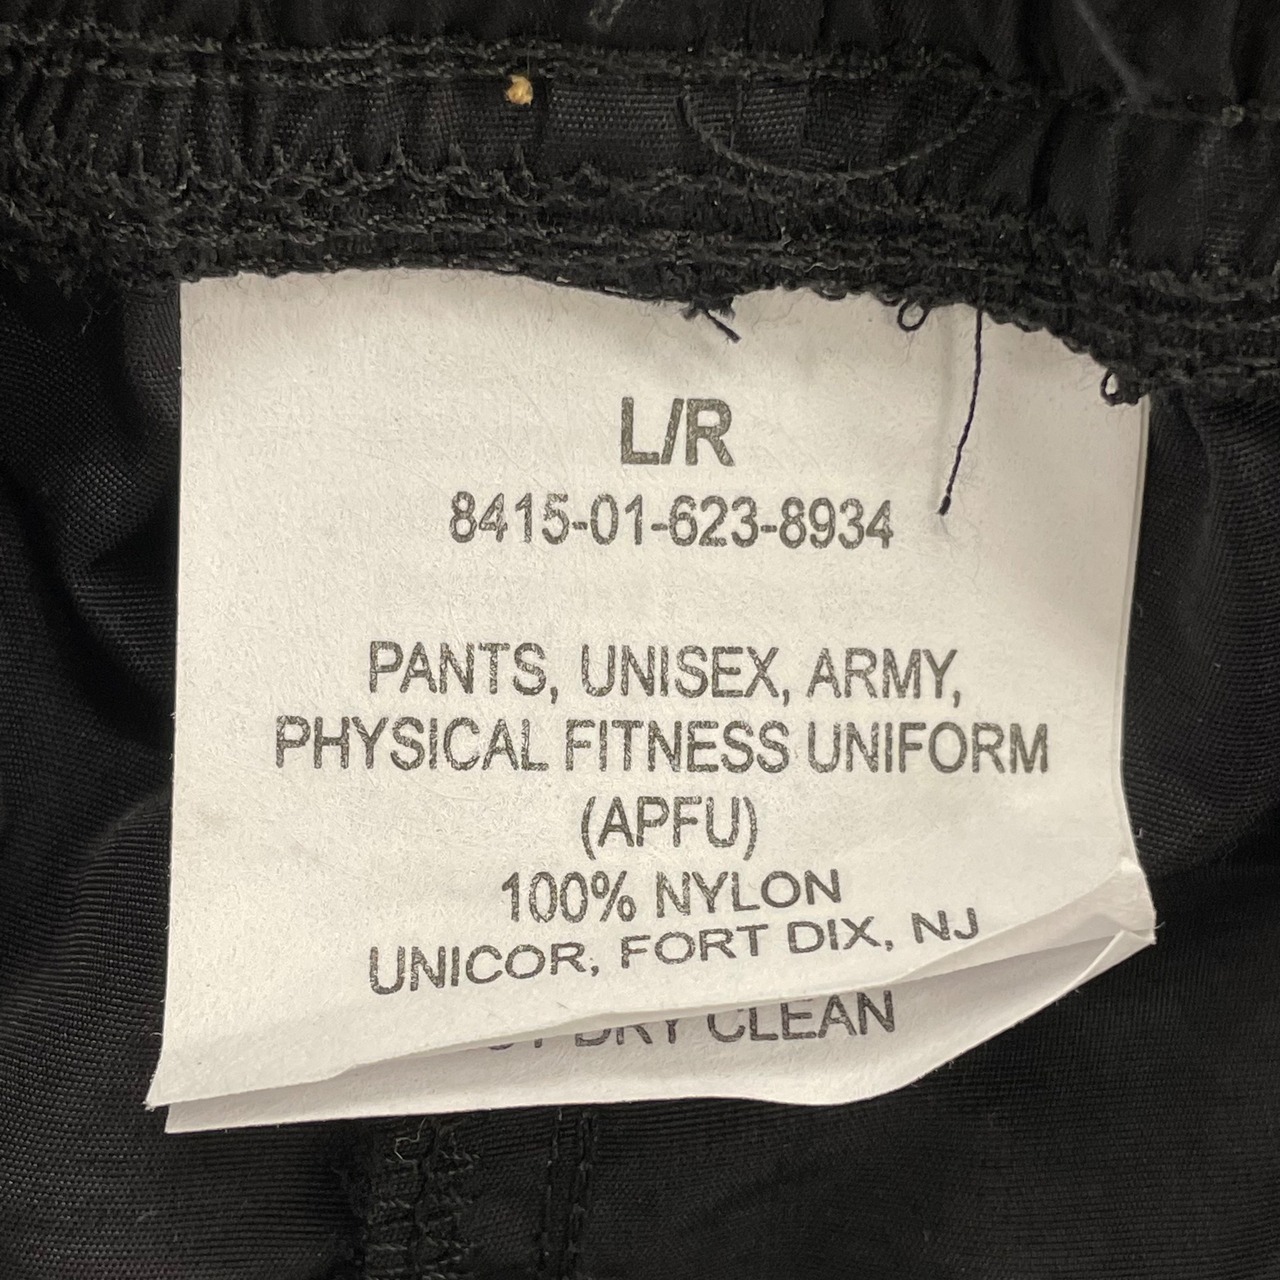 L/R
8415-01-623-8934
PANTS, UNISEX, ARMY,
PHYSICAL FITNESS UNIFORM
(APFU)
100% NYLON
UNICOR, FORT DIX, NJ
DRY CLEAN